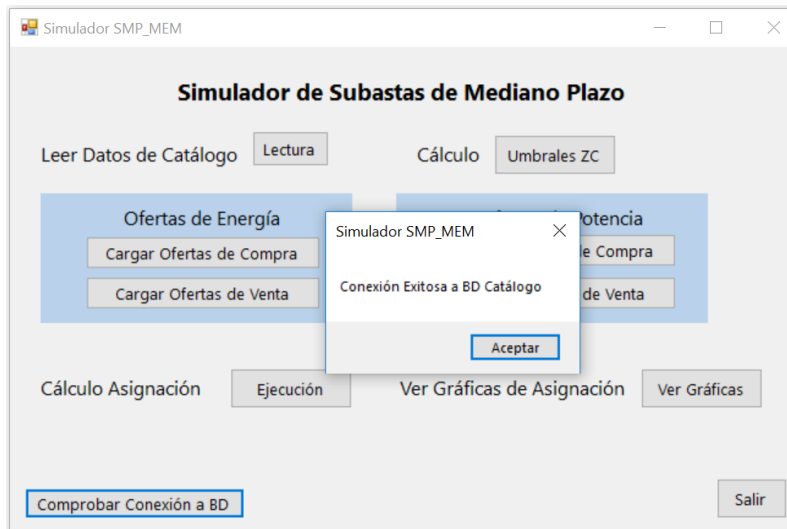 Simulador SMP_MEM
Simulador de Subastas de Mediano Plazo
Leer Datos de Catálogo
Lectura
Cálculo
Umbrales ZC
Ofertas de Energía
Potencia
Cargar Ofertas de Compra
de Compra
Cargar Ofertas de Venta
de Venta
Simulador SMP_MEM
Conexión Exitosa a BD Catálogo
Aceptar
Cálculo Asignación
Ejecución
Ver Gráficas de Asignación
Ver Gráficas
Comprobar Conexión a BD
Salir